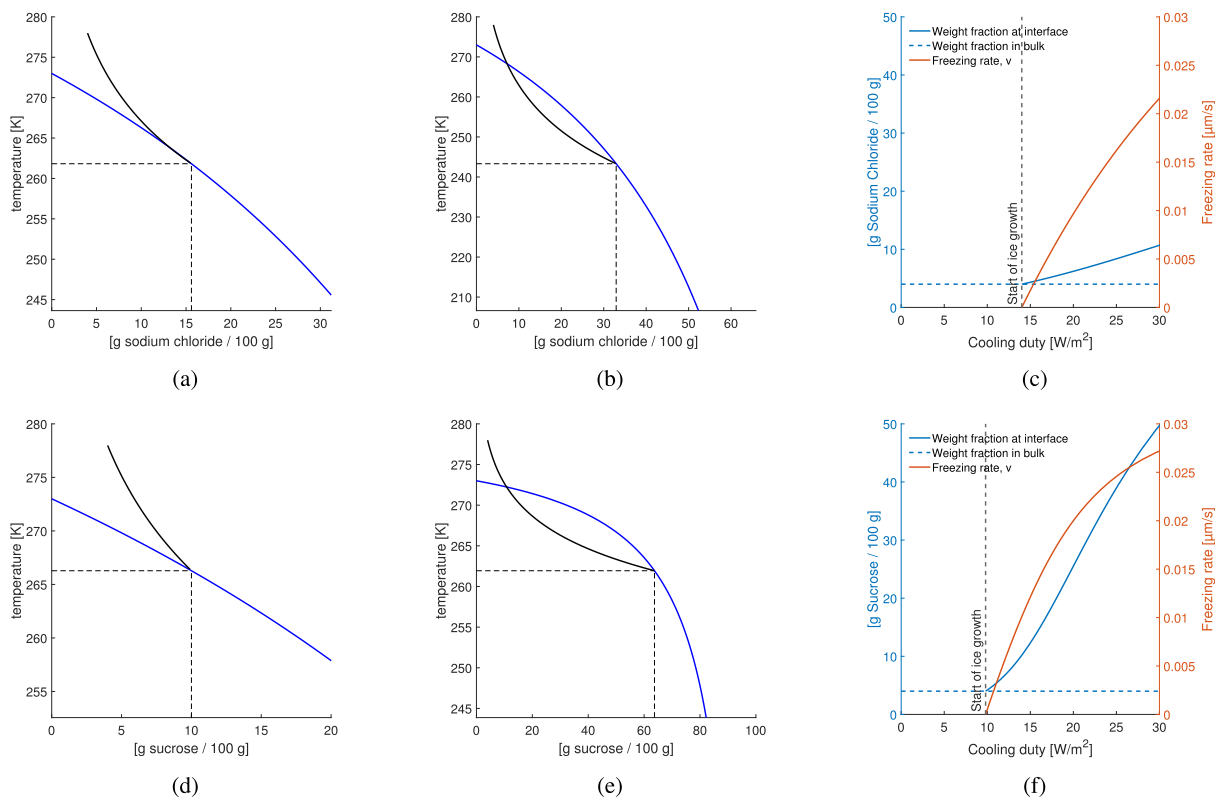 280
275
270
265
262
255
250
245
temperature [K]
0 5 10 15 20 25 30
[g sodium chloride / 100 g]
(a)
280
270
260
250
240
230
220
210
temperature [K]
0 10 20 30 40 50 60
[g sodium chloride / 100 g]
(b)
50
40
30
20
10
0
[g Sodium Chloride / 100 g]
Weight fraction at interface
Weight fraction in bulk
Freezing rate, v
Start of ice growth
0.03
0.025
0.02
0.015
0.01
0.005
0
Freezing rate [µm/s]
0 5 10 15 20 25 30
Cooling duty [W/m²]
(c)
280
275
270
265
260
255
temperature [K]
0 5 10 15 20
[g sucrose / 100 g]
(d)
280
275
270
265
260
255
250
245
temperature [K]
0 20 40 60 80 100
[g sucrose / 100 g]
(e)
50
40
30
20
10
0
[g Sucrose / 100 g]
Weight fraction at interface
Weight fraction in bulk
Freezing rate, v
Start of ice growth
0.03
0.025
0.02
0.015
0.01
0.005
0
Freezing rate [µm/s]
0 5 10 15 20 25 30
Cooling duty [W/m²]
(f)